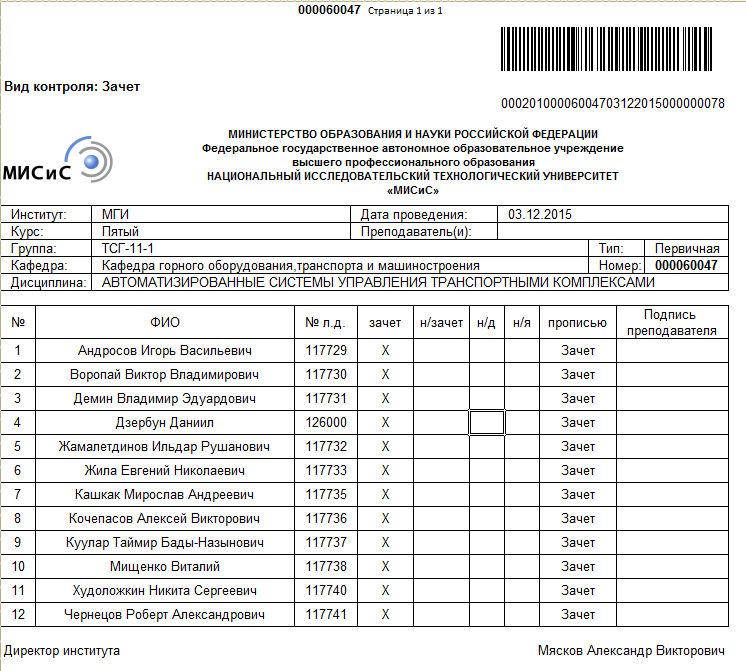 000060047 Страница 1 из 1
Вид контроля: Зачет
00020100006004703122015000000078
МИСиС
МИНИСТЕРСТВО ОБРАЗОВАНИЯ И НАУКИ РОССИЙСКОЙ ФЕДЕРАЦИИ
Федеральное государственное автономное образовательное учреждение
высшего профессионального образования
НАЦИОНАЛЬНЫЙ ИССЛЕДОВАТЕЛЬСКИЙ ТЕХНОЛОГИЧЕСКИЙ УНИВЕРСИТЕТ
«МИСиС»
Институт: МГИ Дата проведения: 03.12.2015
Курс: Пятый Преподаватель(и):
Группа: ТСГ-11-1 Тип: Первичная
Кафедра: Кафедра горного оборудования,транспорта и машиностроения Номер: 000060047
Дисциплина: АВТОМАТИЗИРОВАННЫЕ СИСТЕМЫ УПРАВЛЕНИЯ ТРАНСПОРТНЫМИ КОМПЛЕКСАМИ
№ ФИО № л.д. зачет н/зачет н/д н/я прописью Подпись преподавателя
1 Андросов Игорь Васильевич 117729 X Зачет
2 Воропай Виктор Владимирович 117730 X Зачет
3 Демин Владимир Эдуардович 117731 X Зачет
4 Дзербун Даниил 126000 X Зачет
5 Жамалетдинов Ильдар Рушанович 117732 X Зачет
6 Жила Евгений Николаевич 117733 X Зачет
7 Кашкак Мирослав Андреевич 117735 X Зачет
8 Кочепасов Алексей Викторович 117736 X Зачет
9 Куулар Таймир Бады-Назынович 117737 X Зачет
10 Мищенко Виталий 117738 X Зачет
11 Худоложкин Никита Сергеевич 117740 X Зачет
12 Чернецов Роберт Александрович 117741 X Зачет
Директор института Мясков Александр Викторович